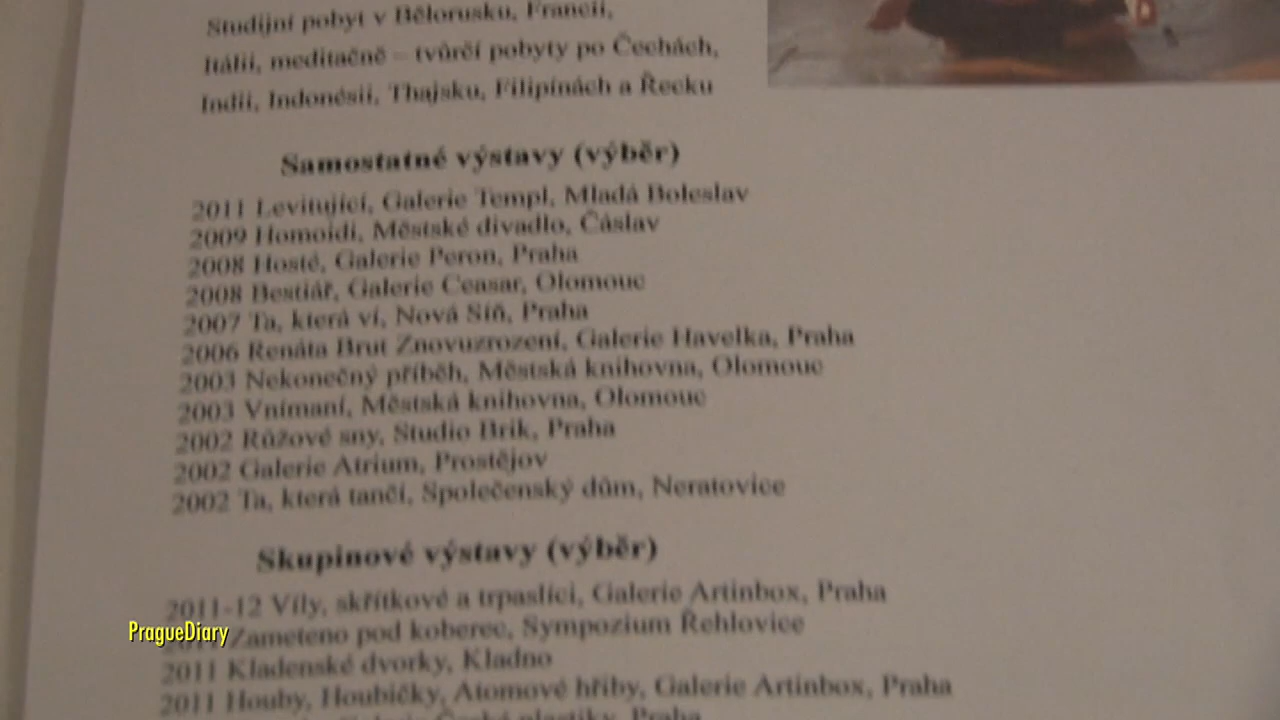 Studijní pobyt v Bělorusku, Francii,
Itálii, meditačně – tvůrčí pobyty po Čechách,
Indii, Indonésii, Thajsku, Filipínách a Řecku
Samostatné výstavy (výběr)
2011 Levitující, Galerie Templ, Mladá Boleslav
2009 Homoidi, Městské divadlo, Čáslav
2008 Hosté, Galerie Peron, Praha
2008 Bestiář, Galerie Ceasar, Olomouc
2007 Ta, která ví, Nová Síň, Praha
2006 Renáta Brut Znovuzrození, Galerie Havelka, Praha
2003 Nekonečný příběh, Městská knihovna, Olomouc
2003 Vnímaní, Městská knihovna, Olomouc
2002 Růžové sny, Studio Brik, Praha
2002 Galerie Atrium, Prostějov
2002 Ta, která tančí, Společenský dům, Neratovice
Skupinové výstavy (výběr)
2011-12 Víly, skřítkové a trpaslíci, Galerie Artinbox, Praha
Zameteno pod koberec, Sympozium Řehlovice
PragueDiary
2011 Kladenské dvorky, Kladno
2011 Houby, Houbičky, Atomové hřiby, Galerie Artinbox, Praha
Galerie České plastiky, Praha